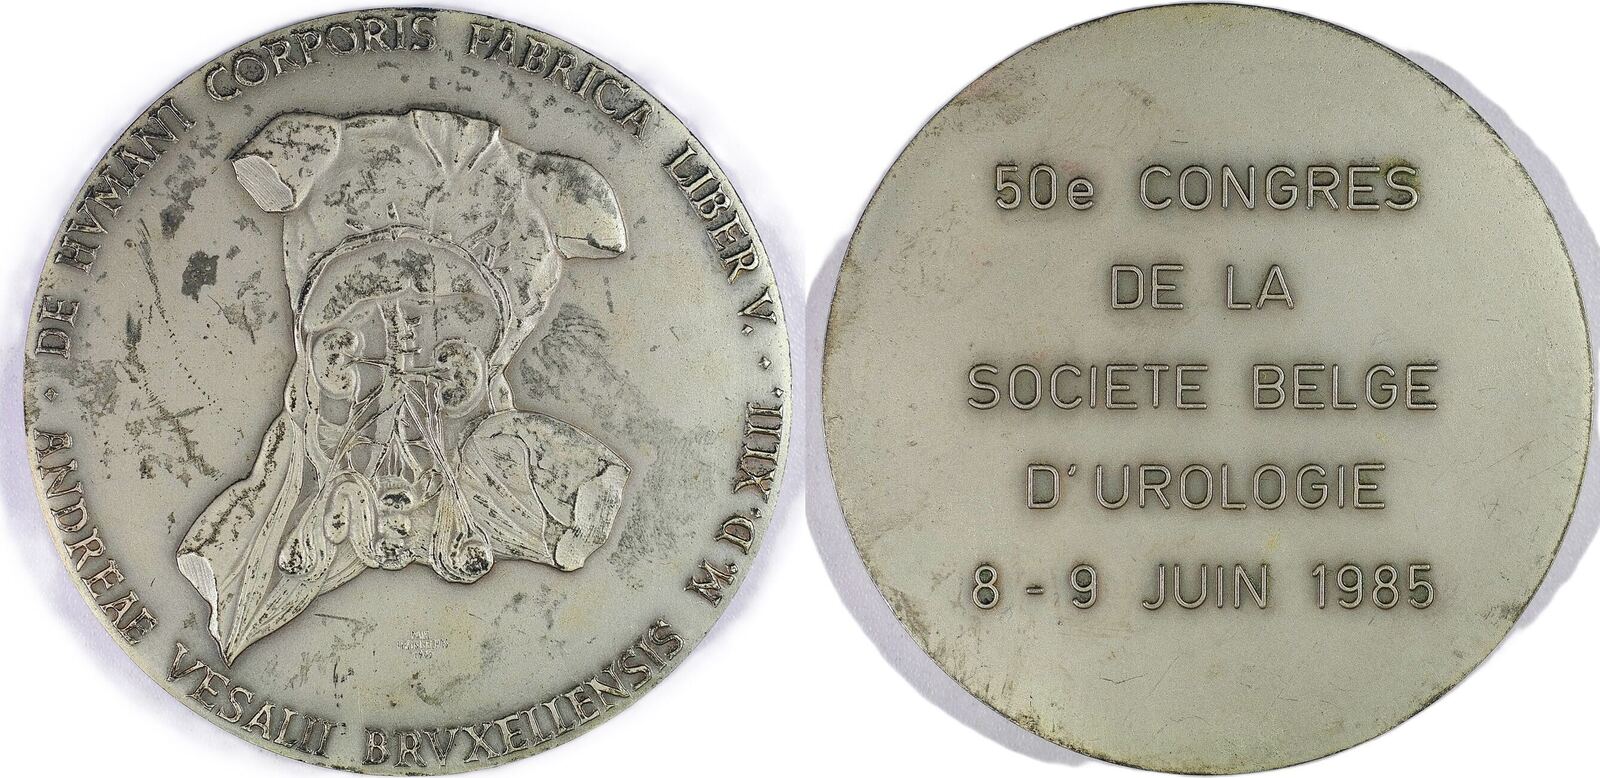 · DE HVMANI CORPORIS FABRICA LIBER V. · M. D. XLIII.
ANDREAE VESALII BRVXELLENSIS
50e CONGRES
DE LA
SOCIETE BELGE
D'UROLOGIE
8 - 9 JUIN 1985